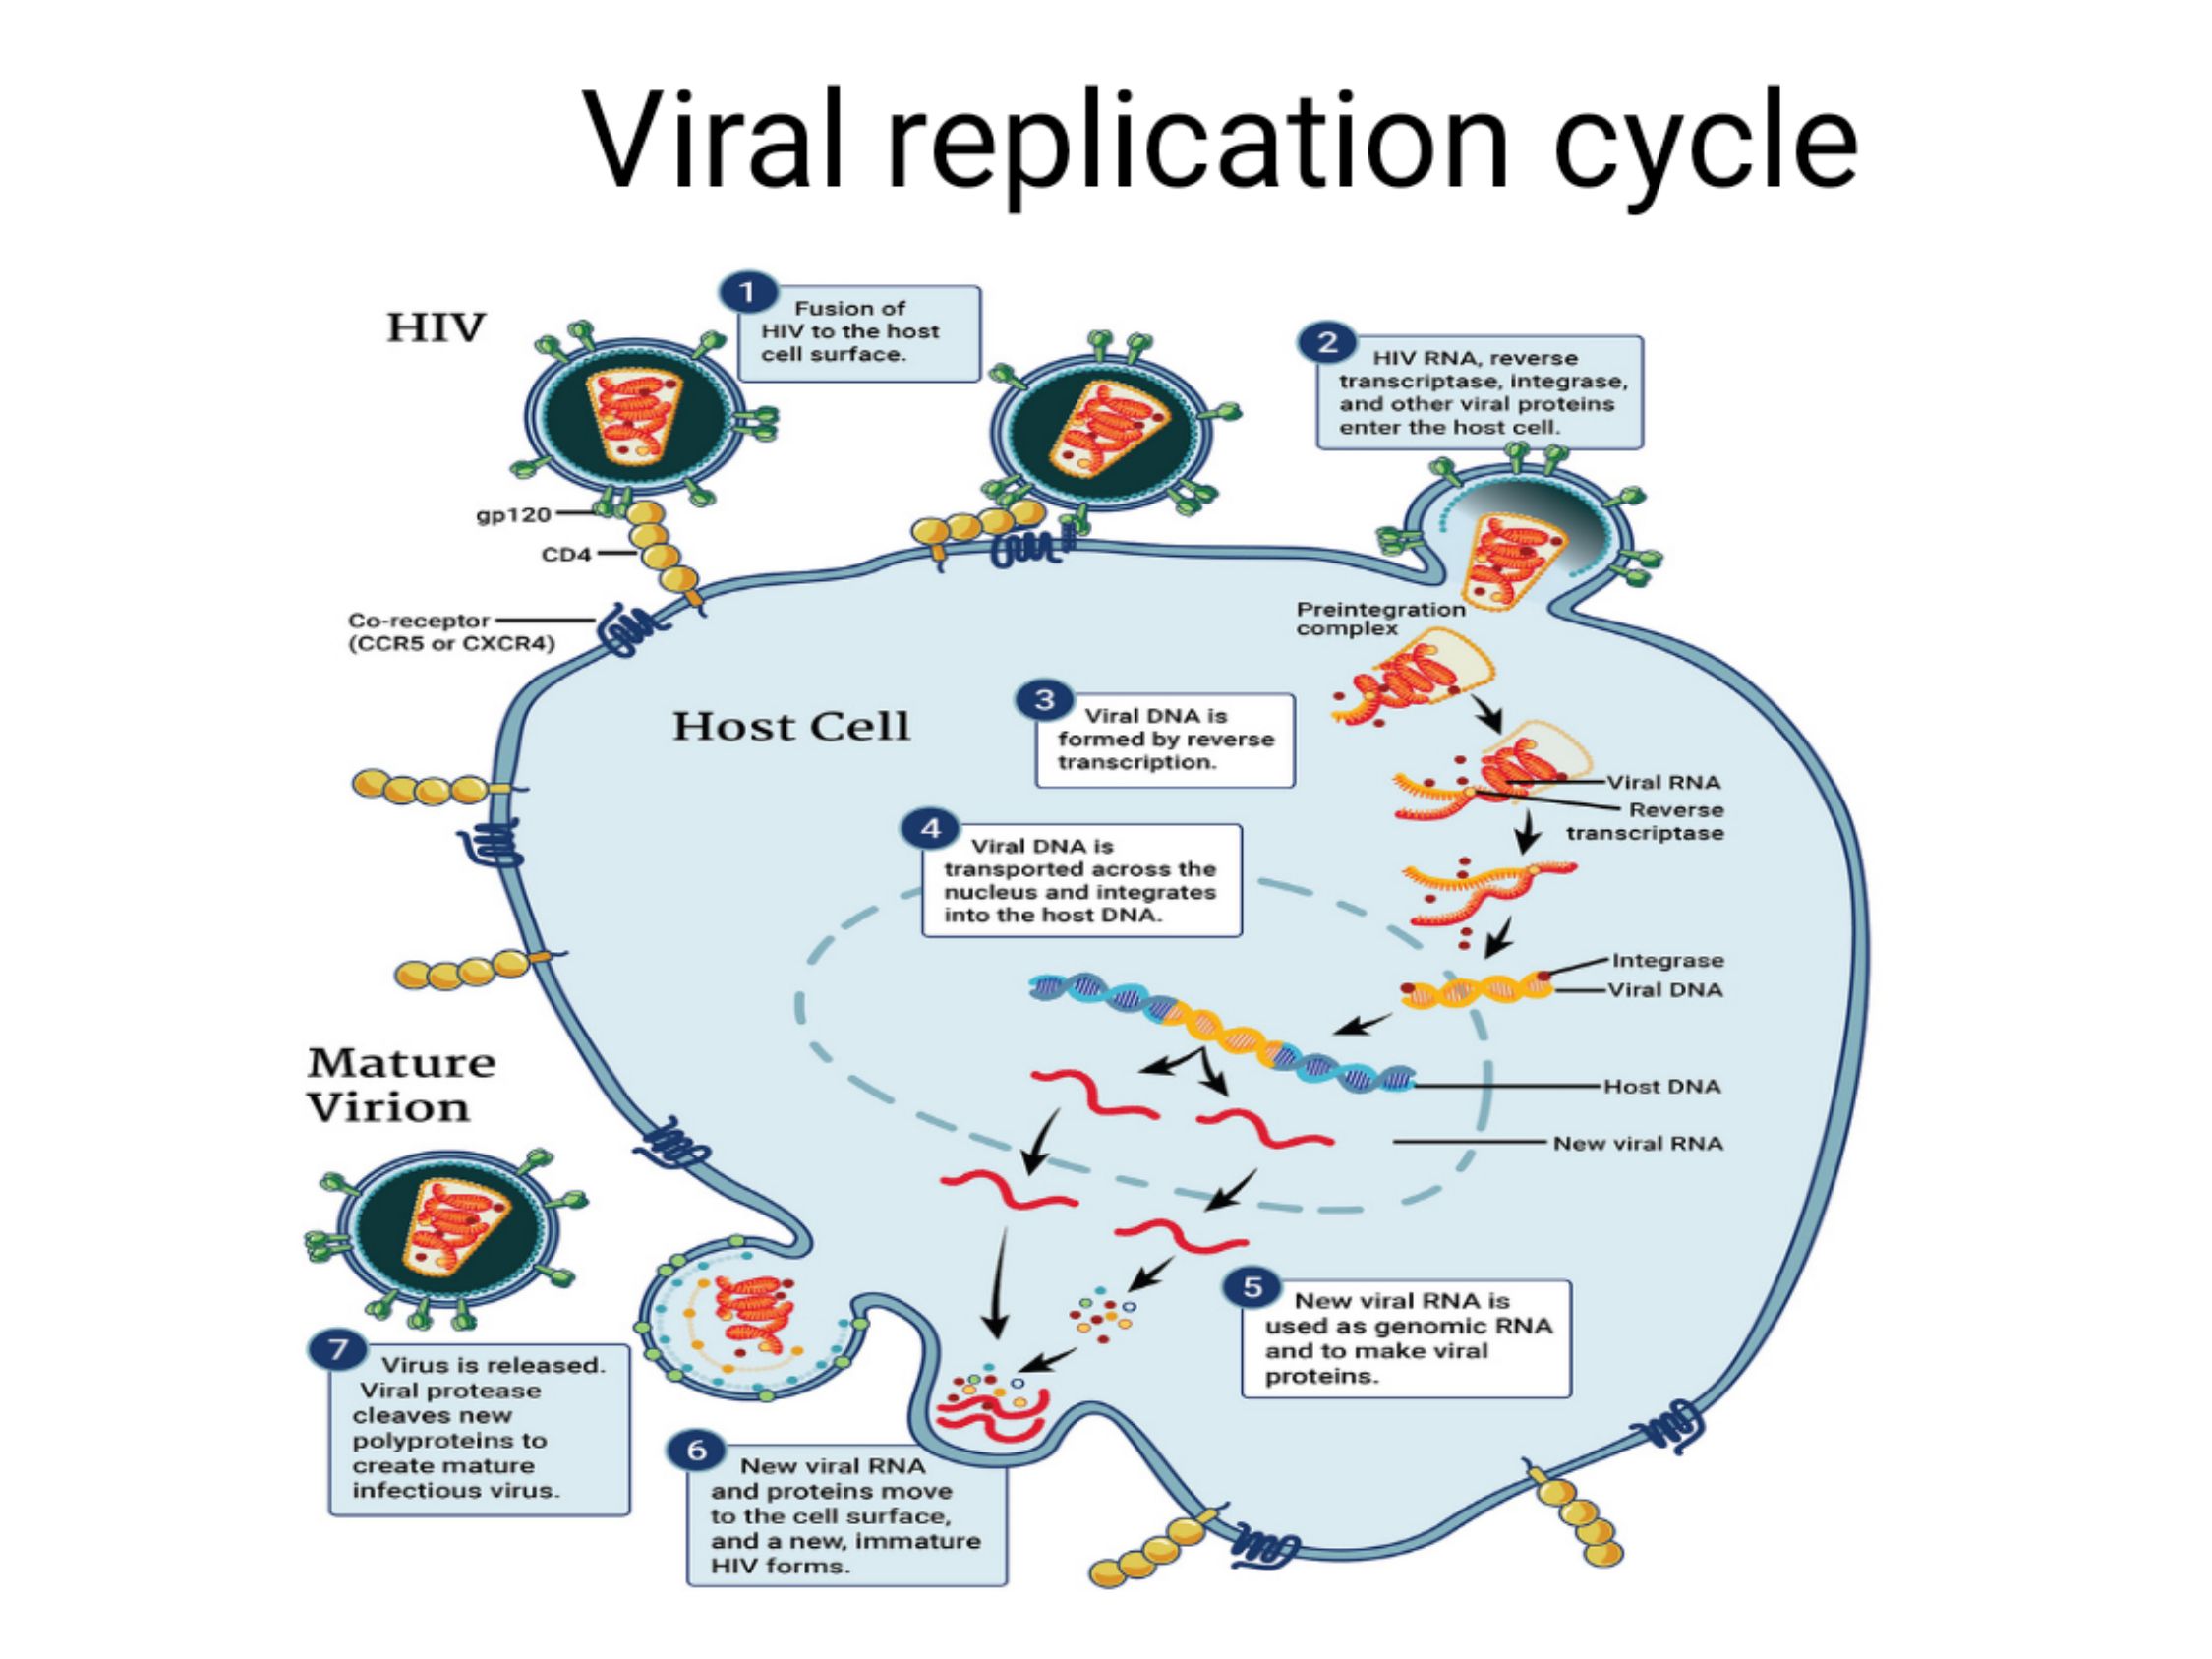 Viral replication cycle
HIV
1
Fusion of
HIV to the host
cell surface.
2
HIV RNA, reverse
transcriptase, integrase,
and other viral proteins
enter the host cell.
gp120
CD4
Co-receptor
(CCR5 or CXCR4)
Preintegration
complex
Host Cell
3
Viral DNA is
formed by reverse
transcription.
Viral RNA
Reverse
transcriptase
4
Viral DNA is
transported across the
nucleus and integrates
into the host DNA.
Integrase
Viral DNA
Host DNA
New viral RNA
Mature
Virion
5
New viral RNA is
used as genomic RNA
and to make viral
proteins.
6
New viral RNA
and proteins move
to the cell surface,
and a new, immature
HIV forms.
7
Virus is released.
Viral protease
cleaves new
polyproteins to
create mature
infectious virus.